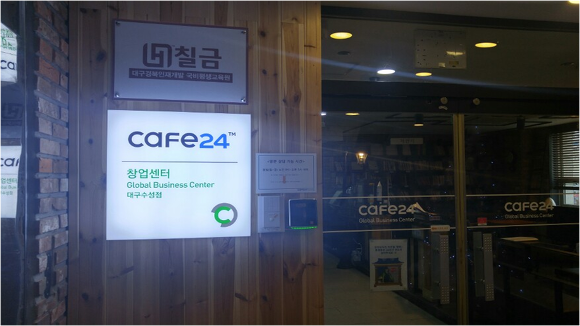 칠금
대구경북인재개발 국비평생교육원
cafe24™
창업센터
Global Business Center
대구수성점
cafe24
Global Business Center
cafe24
Global Business Center